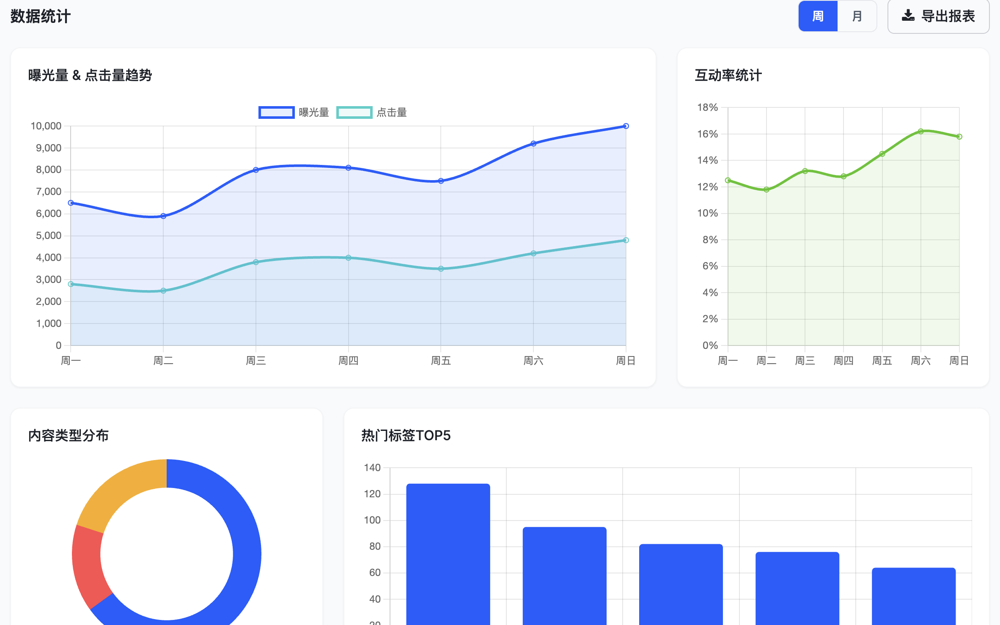 数据统计
周
月
导出报表
曝光量 & 点击量趋势
曝光量
点击量
10,000
9,000
8,000
7,000
6,000
5,000
4,000
3,000
2,000
1,000
0
周一
周二
周三
周四
周五
周六
周日
互动率统计
18%
16%
14%
12%
10%
8%
6%
4%
2%
0%
周一
周二
周三
周四
周五
周六
周日
内容类型分布
热门标签TOP5
140
120
100
80
60
40
20